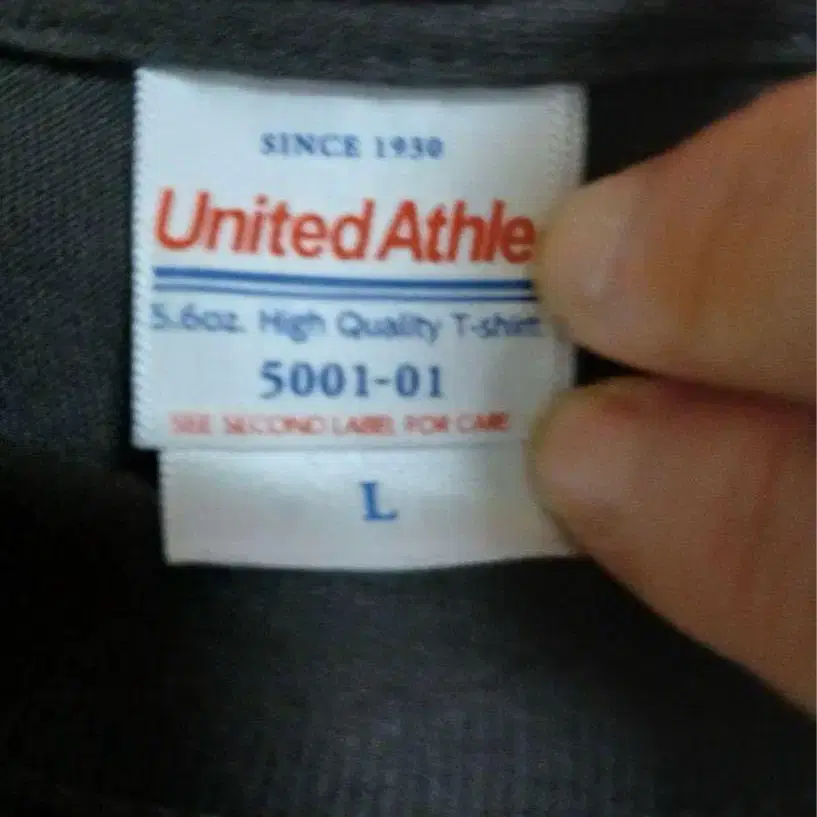 SINCE 1930
United Athle
5.6oz. High Quality T-shirt
5001-01
SEE SECOND LABEL FOR CARE
L